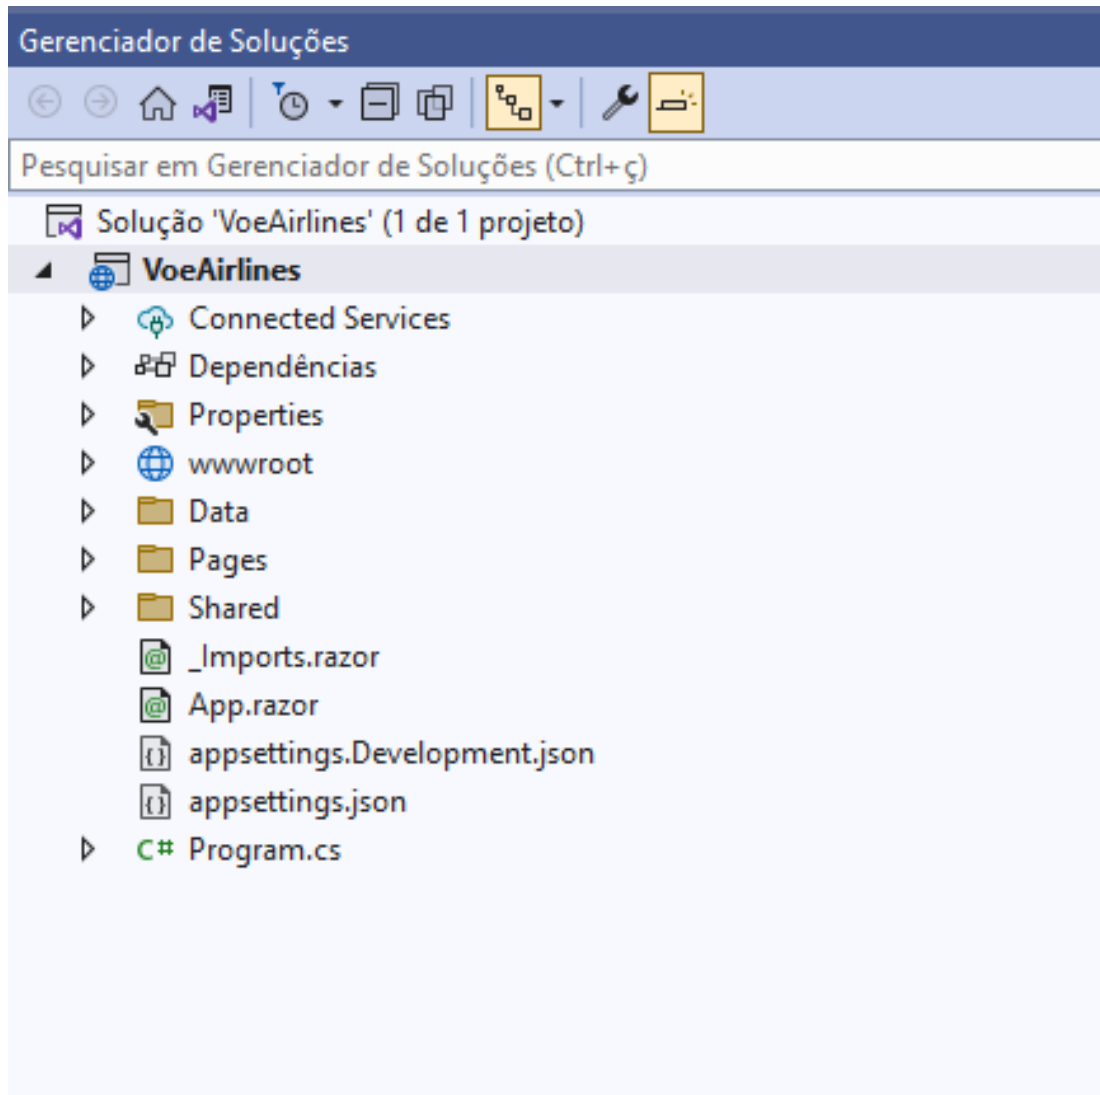 Gerenciador de Soluções
Pesquisar em Gerenciador de Soluções (Ctrl+ç)
Solução 'VoeAirlines' (1 de 1 projeto)
VoeAirlines
Connected Services
Dependências
Properties
wwwroot
Data
Pages
Shared
_Imports.razor
App.razor
appsettings.Development.json
appsettings.json
C# Program.cs